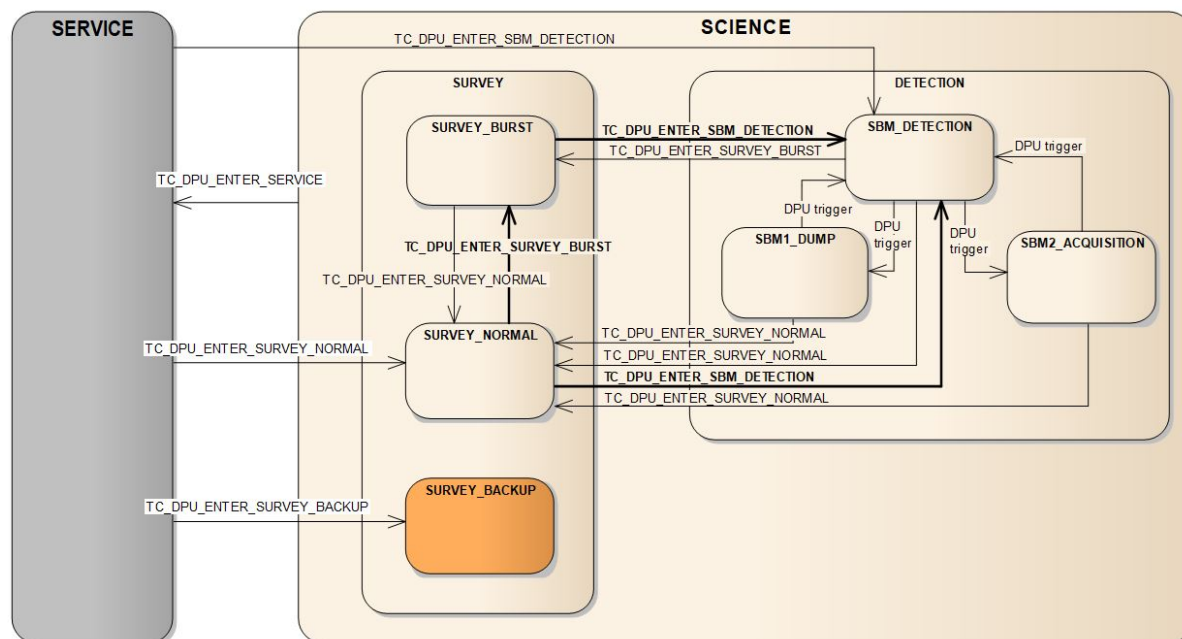 SERVICE
SCIENCE
TC_DPU_ENTER_SBM_DETECTION
SURVEY
DETECTION
SURVEY_BURST
TC_DPU_ENTER_SBM_DETECTION
SBM_DETECTION
TC_DPU_ENTER_SURVEY_BURST
DPU trigger
TC_DPU_ENTER_SERVICE
DPU trigger
DPU
trigger
DPU
trigger
SBM1_DUMP
SBM2_ACQUISITION
TC_DPU_ENTER_SURVEY_BURST
TC_DPU_ENTER_SURVEY_NORMAL
SURVEY_NORMAL
TC_DPU_ENTER_SURVEY_NORMAL
TC_DPU_ENTER_SURVEY_NORMAL
TC_DPU_ENTER_SURVEY_NORMAL
TC_DPU_ENTER_SBM_DETECTION
TC_DPU_ENTER_SURVEY_NORMAL
SURVEY_BACKUP
TC_DPU_ENTER_SURVEY_BACKUP